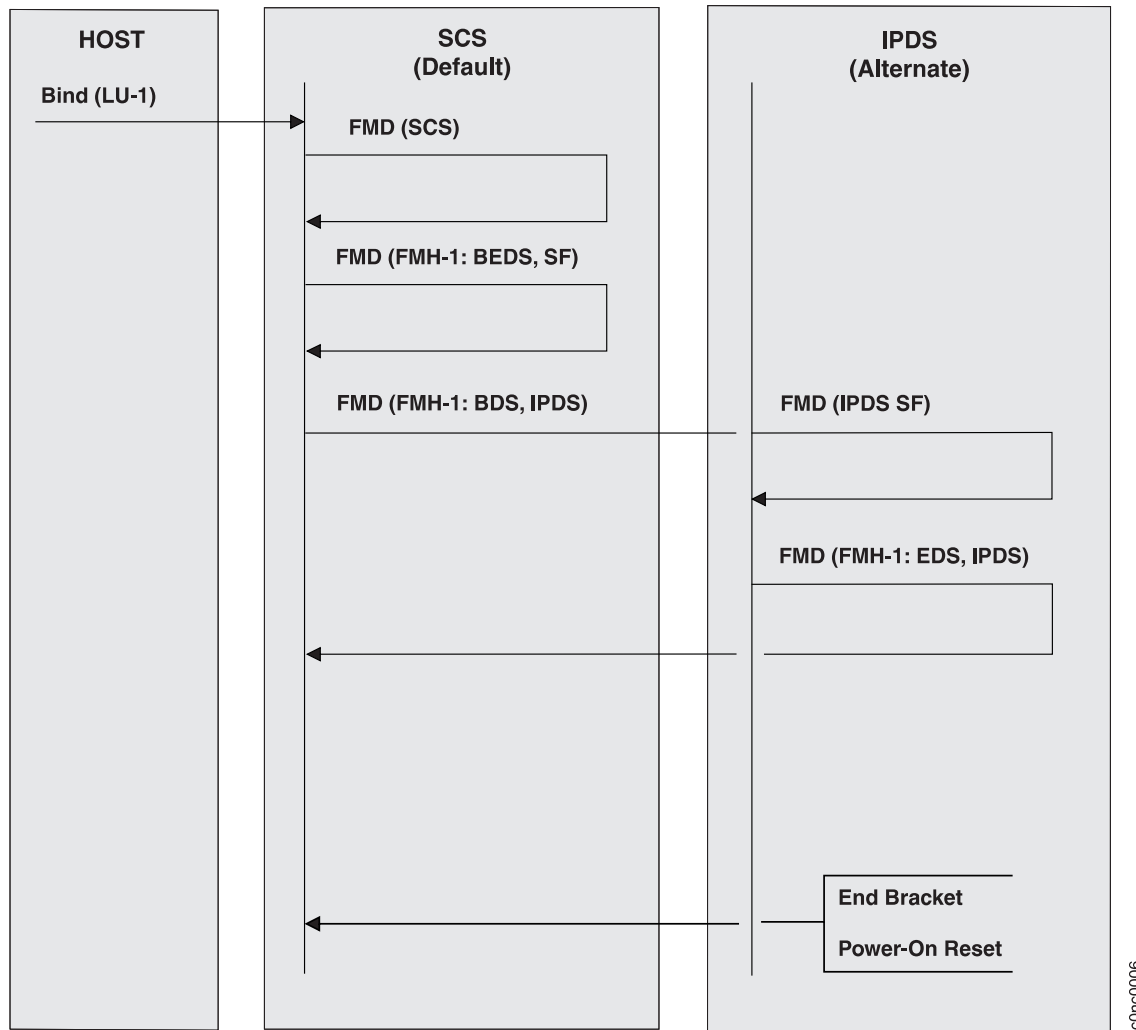 HOST
SCS
(Default)
IPDS
(Alternate)
Bind (LU-1)
FMD (SCS)
FMD (FMH-1: BEDS, SF)
FMD (FMH-1: BDS, IPDS)
FMD (IPDS SF)
FMD (FMH-1: EDS, IPDS)
End Bracket
Power-On Reset
c0pc0006